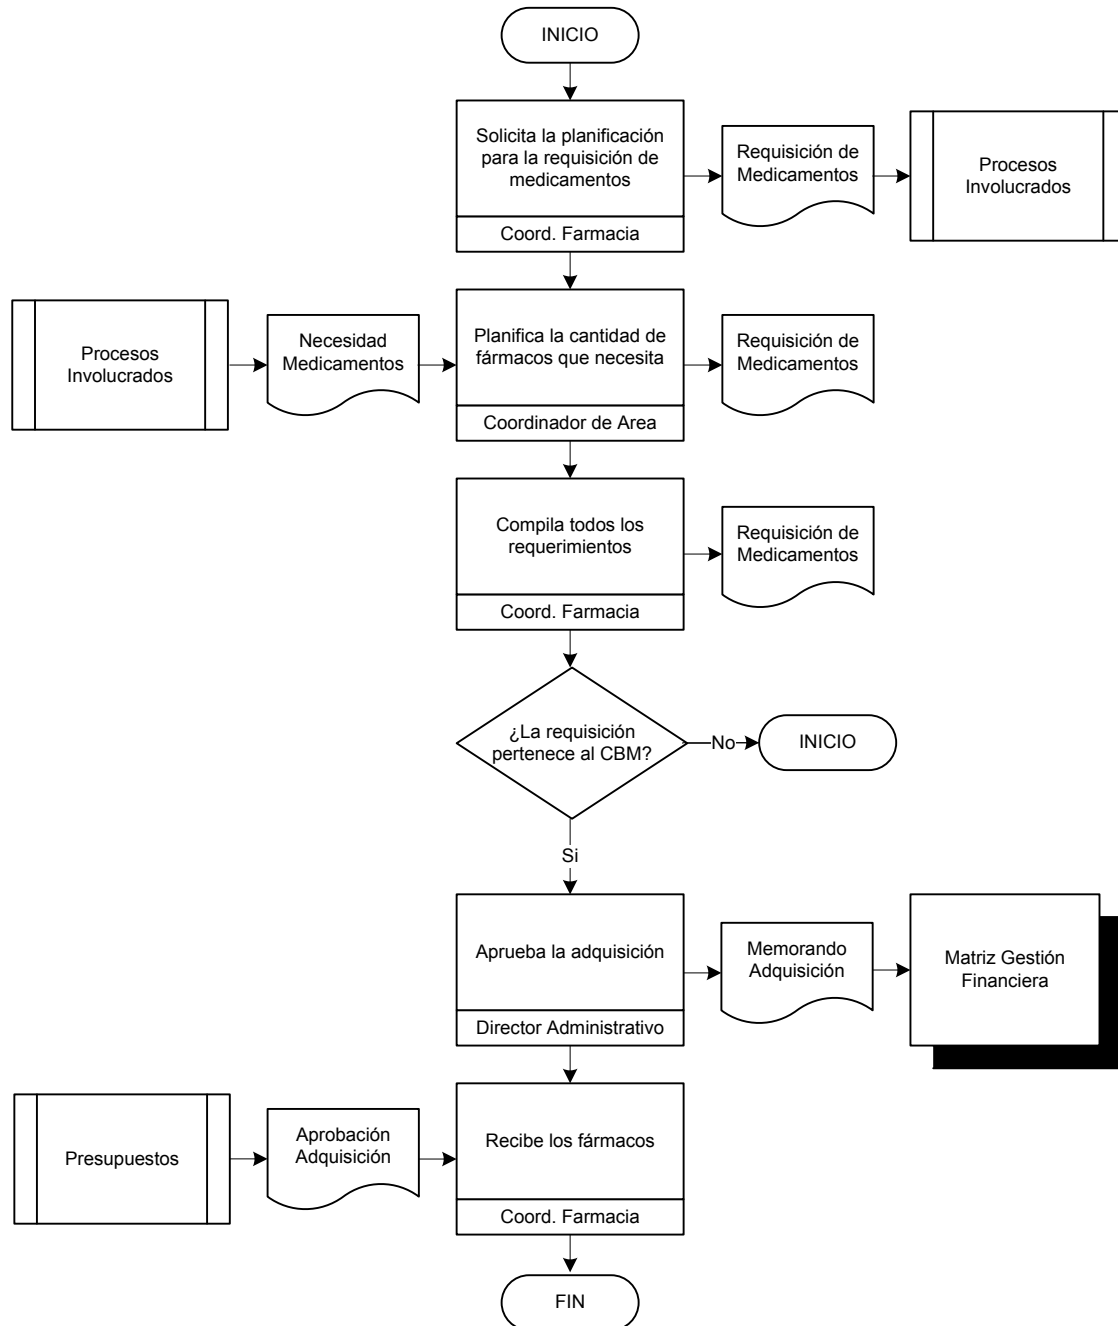 INICIO
Solicita la planificación
para la requisición de
medicamentos
Coord. Farmacia
Requisición de
Medicamentos
Procesos
Involucrados
Procesos
Involucrados
Necesidad
Medicamentos
Planifica la cantidad de
fármacos que necesita
Coordinador de Area
Requisición de
Medicamentos
Compila todos los
requerimientos
Coord. Farmacia
Requisición de
Medicamentos
¿La requisición
pertenece al CBM?
No
INICIO
Si
Aprueba la adquisición
Director Administrativo
Memorando
Adquisición
Matriz Gestión
Financiera
Presupuestos
Aprobación
Adquisición
Recibe los fármacos
Coord. Farmacia
FIN